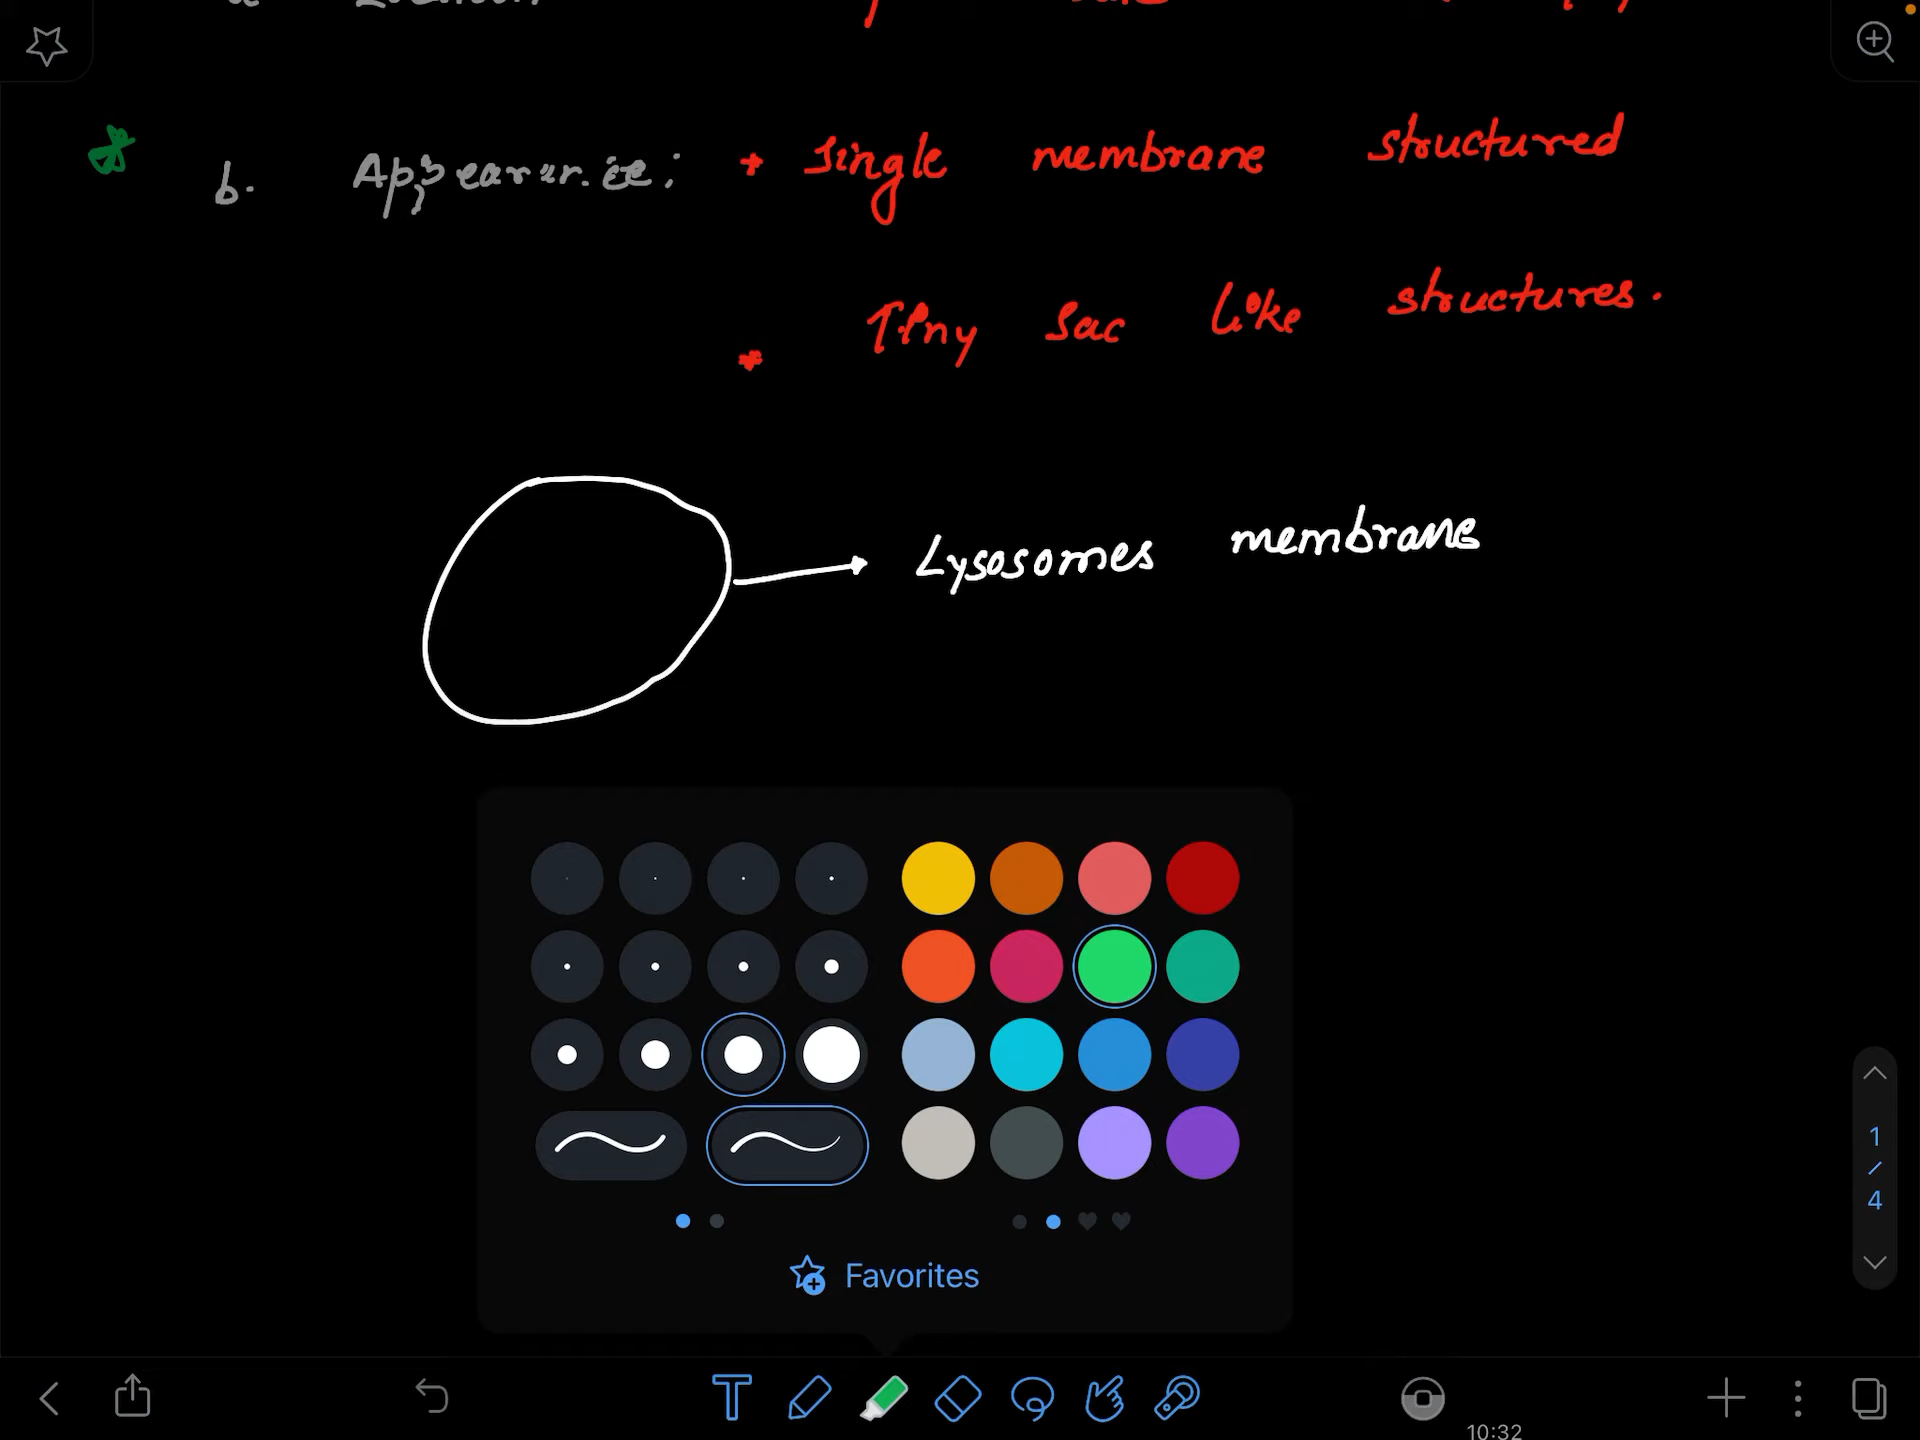 b. Appearance: * Single membrane structured
* Tiny Sac like structures.
Lysosomes membrane
Favorites
1
/
4
10:32